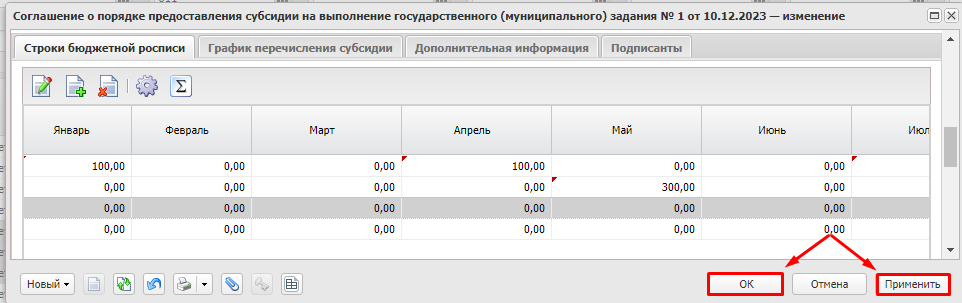 Соглашение о порядке предоставления субсидии на выполнение государственного (муниципального) задания № 1 от 10.12.2023 — изменение
Строки бюджетной росписи График перечисления субсидии Дополнительная информация Подписанты
Σ
Январь Февраль Март Апрель Май Июнь Июл
100,00 0,00 0,00 100,00 0,00 0,00
0,00 0,00 0,00 0,00 300,00 0,00
0,00 0,00 0,00 0,00 0,00 0,00
0,00 0,00 0,00 0,00 0,00 0,00
Новый ОК Отмена Применить